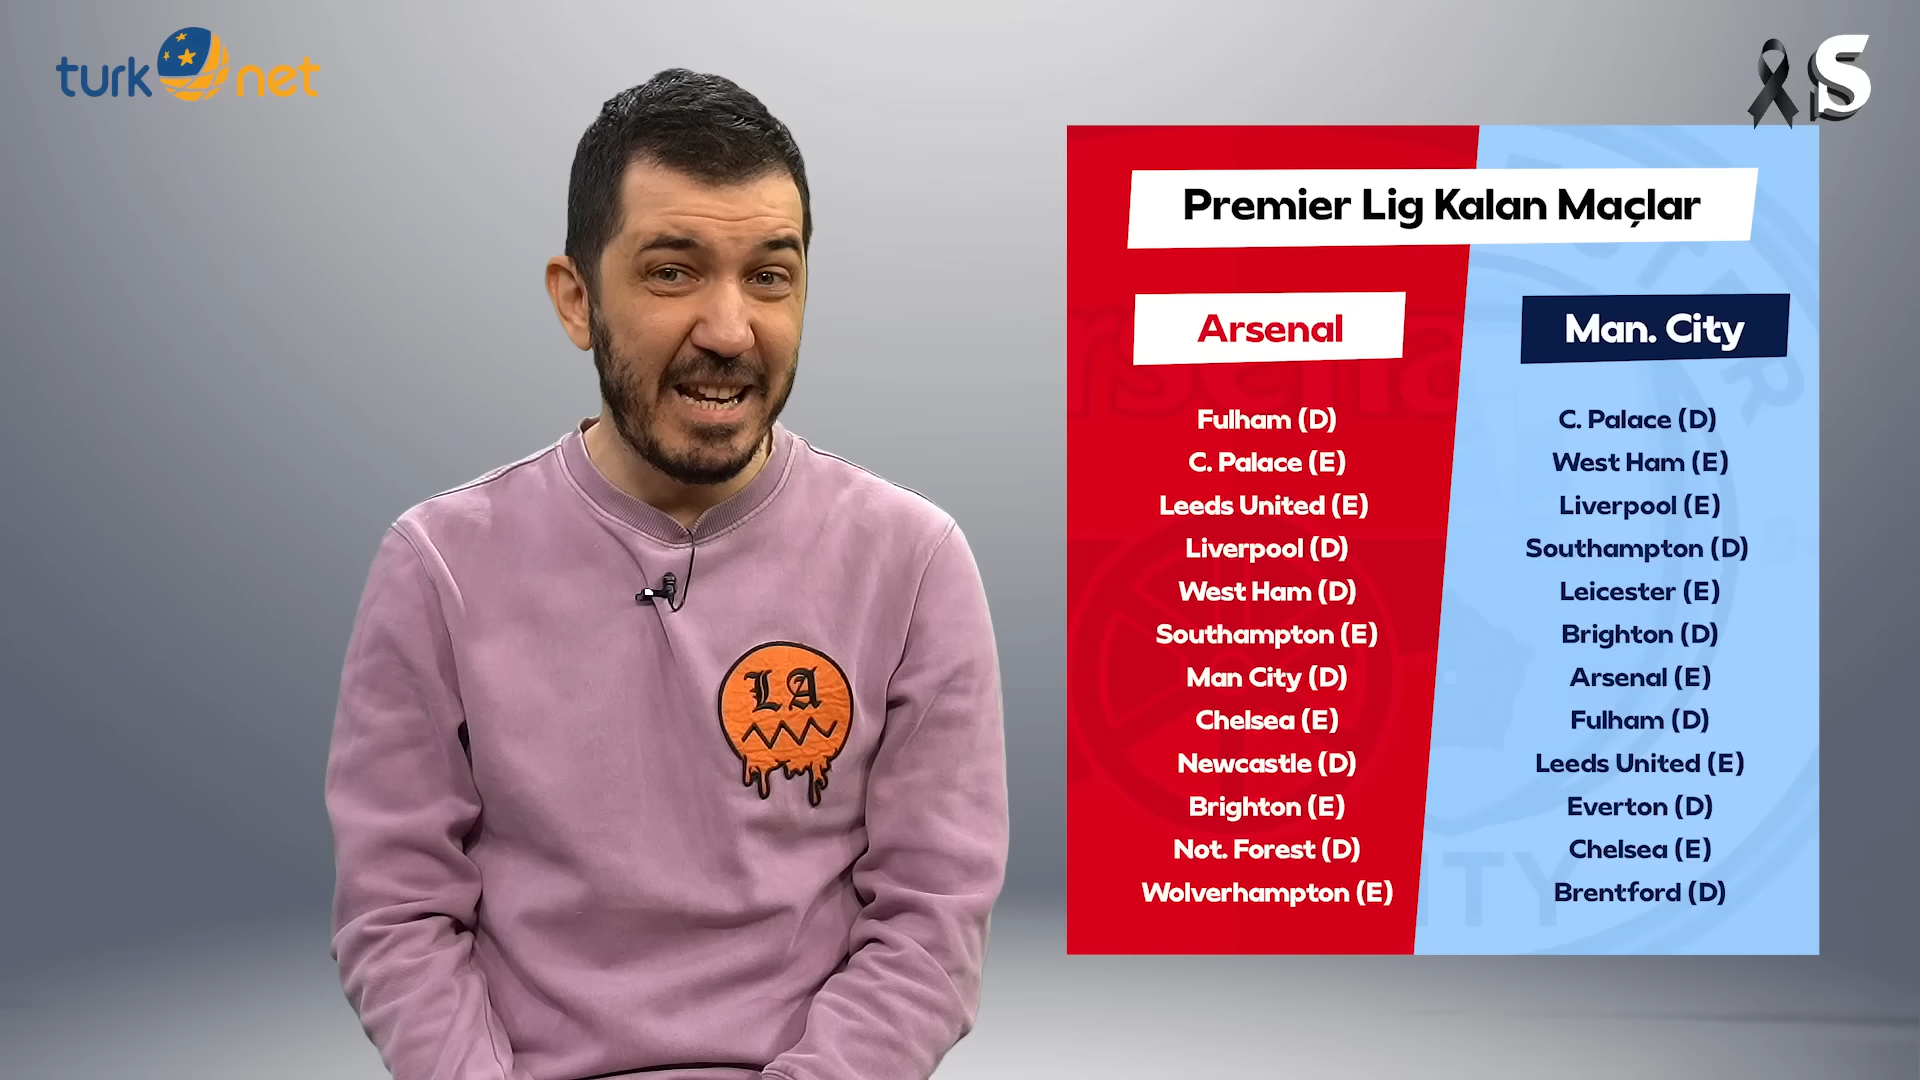 turk net
S
Premier Lig Kalan Maçlar
Arsenal
Fulham (D)
C. Palace (E)
Leeds United (E)
Liverpool (D)
West Ham (D)
Southampton (E)
Man City (D)
Chelsea (E)
Newcastle (D)
Brighton (E)
Not. Forest (D)
Wolverhampton (E)
Man. City
C. Palace (D)
West Ham (E)
Liverpool (E)
Southampton (D)
Leicester (E)
Brighton (D)
Arsenal (E)
Fulham (D)
Leeds United (E)
Everton (D)
Chelsea (E)
Brentford (D)
LA